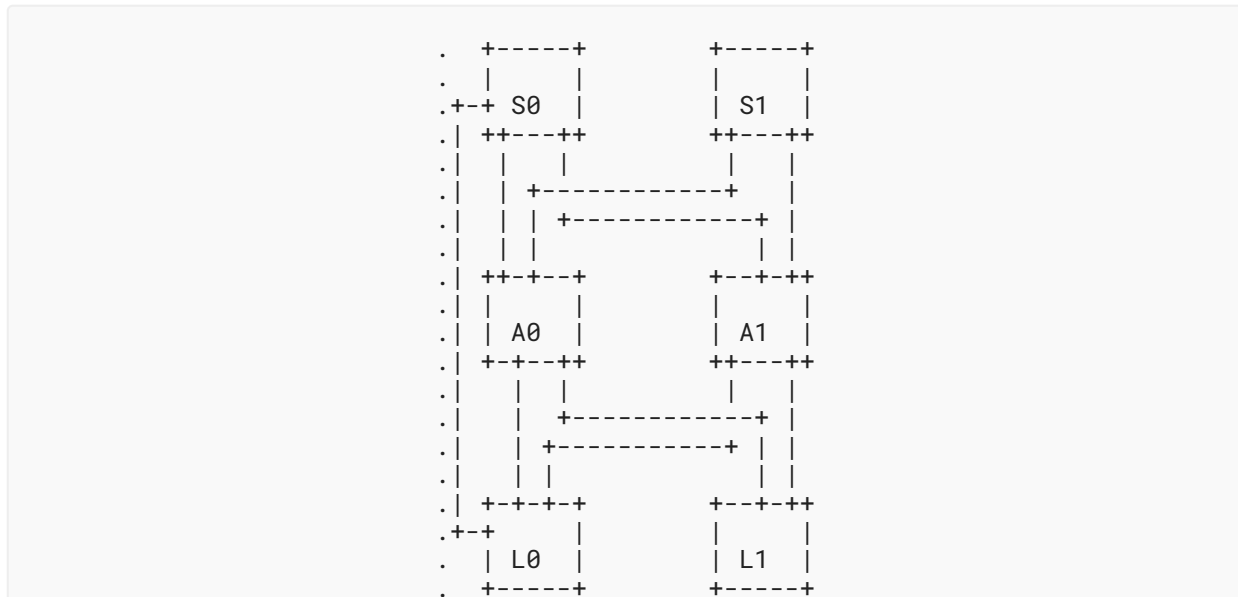 .  +-----+        +-----+
.  |     |        |     |
.+-+ S0  |        | S1  |
.| ++---++        ++---++
.|  |   |          |   |
.|  | +------------+   |
.|  | | +------------+ |
.|  | |              | |
.| ++-+--+        +--+-++
.| |     |        |     |
.| | A0  |        | A1  |
.| +-+--++        ++---++
.|   |  |          |   |
.|   |  +------------+ |
.|   | +-----------+ | |
.|   | |             | |
.| +-+-+-+        +--+-++
.+-+     |        |     |
.  | L0  |        | L1  |
.  +-----+        +-----+